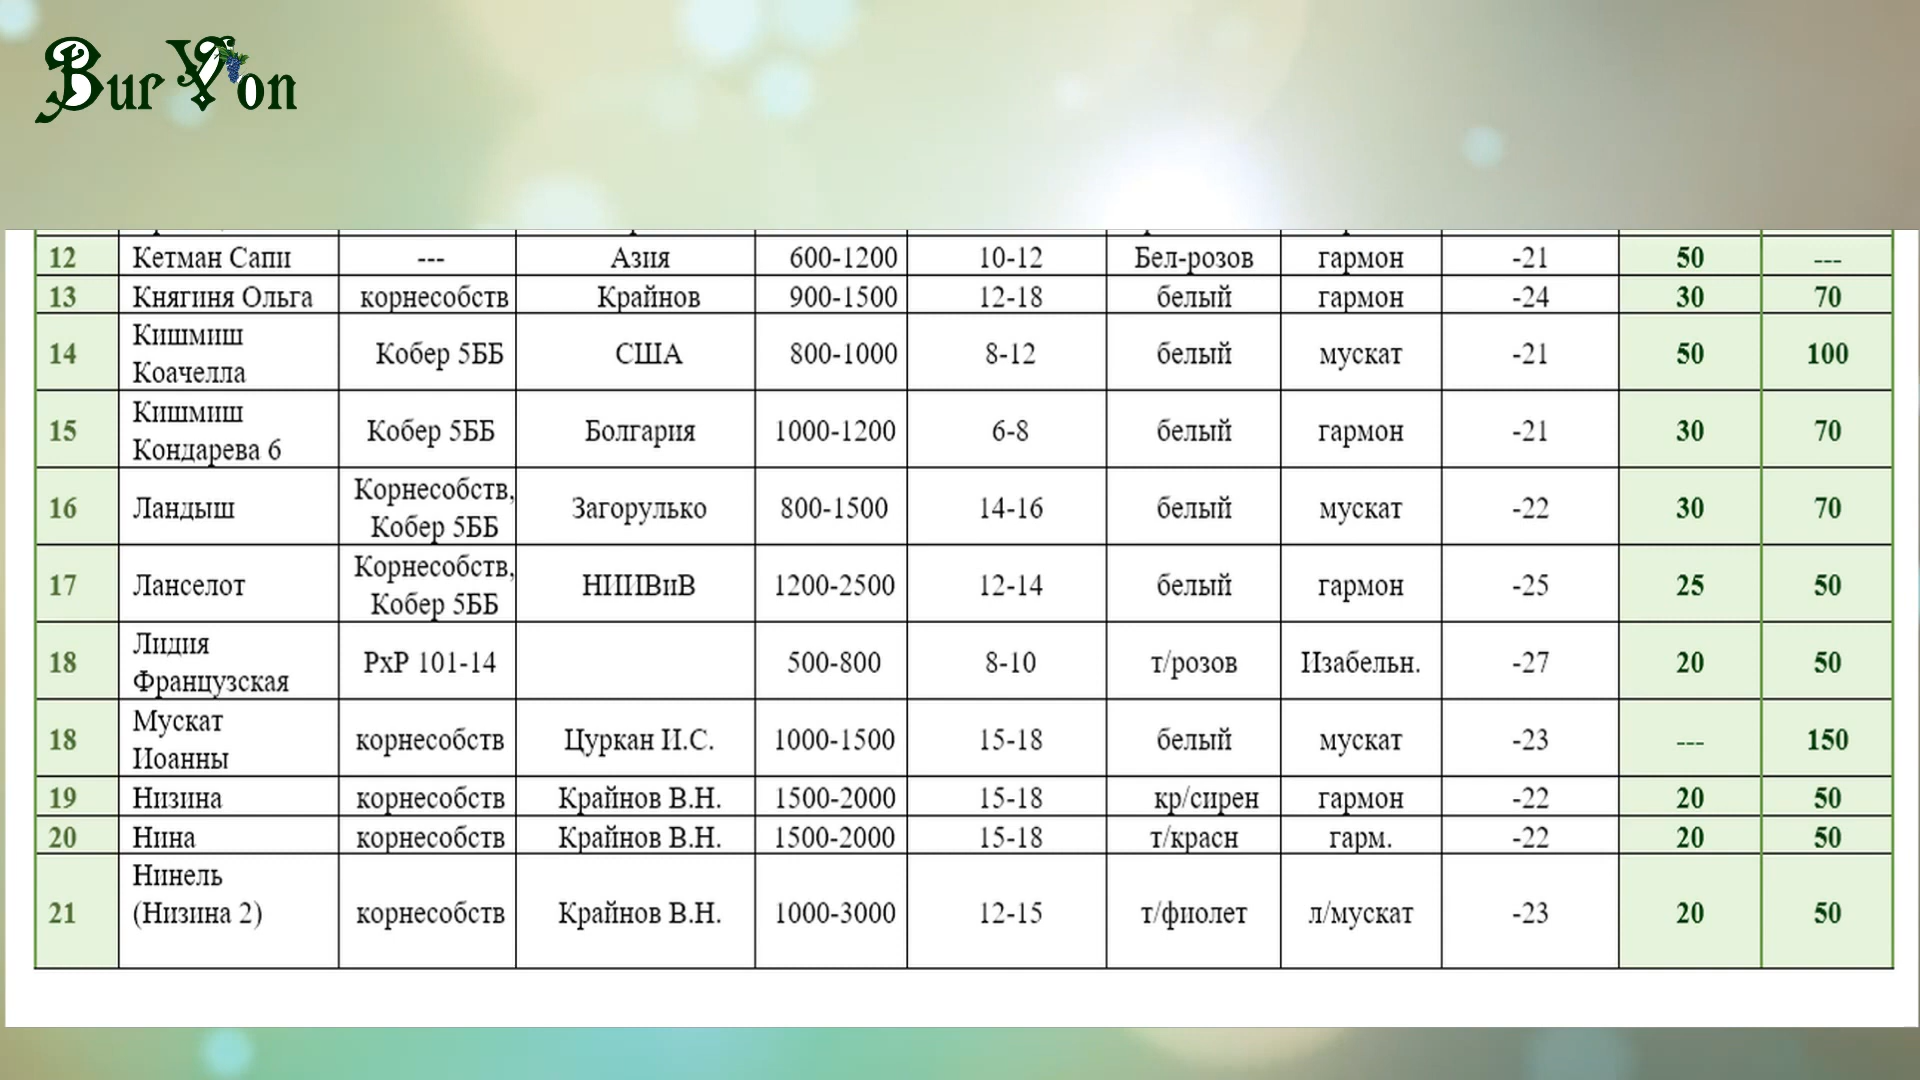 Bur Von
12 Кетман Сапи --- Азия 600-1200 10-12 Бел-розов гармон -21 50 ---
13 Княгиня Ольга корнесобств Крайнов 900-1500 12-18 белый гармон -24 30 70
14 Кишмиш Коачелла Кобер 5ББ США 800-1000 8-12 белый мускат -21 50 100
15 Кишмиш Кондарева 6 Кобер 5ББ Болгария 1000-1200 6-8 белый гармон -21 30 70
16 Ландыш Корнесобств, Кобер 5ББ Загорулько 800-1500 14-16 белый мускат -22 30 70
17 Ланселот Корнесобств, Кобер 5ББ НИИВиВ 1200-2500 12-14 белый гармон -25 25 50
18 Лидия Французская РхР 101-14 500-800 8-10 т/розов Изабельн. -27 20 50
18 Мускат Иоанны корнесобств Цуркан И.С. 1000-1500 15-18 белый мускат -23 --- 150
19 Низина корнесобств Крайнов В.Н. 1500-2000 15-18 кр/сирен гармон -22 20 50
20 Нина корнесобств Крайнов В.Н. 1500-2000 15-18 т/красн гарм. -22 20 50
21 Нинель (Низина 2) корнесобств Крайнов В.Н. 1000-3000 12-15 т/фиолет л/мускат -23 20 50